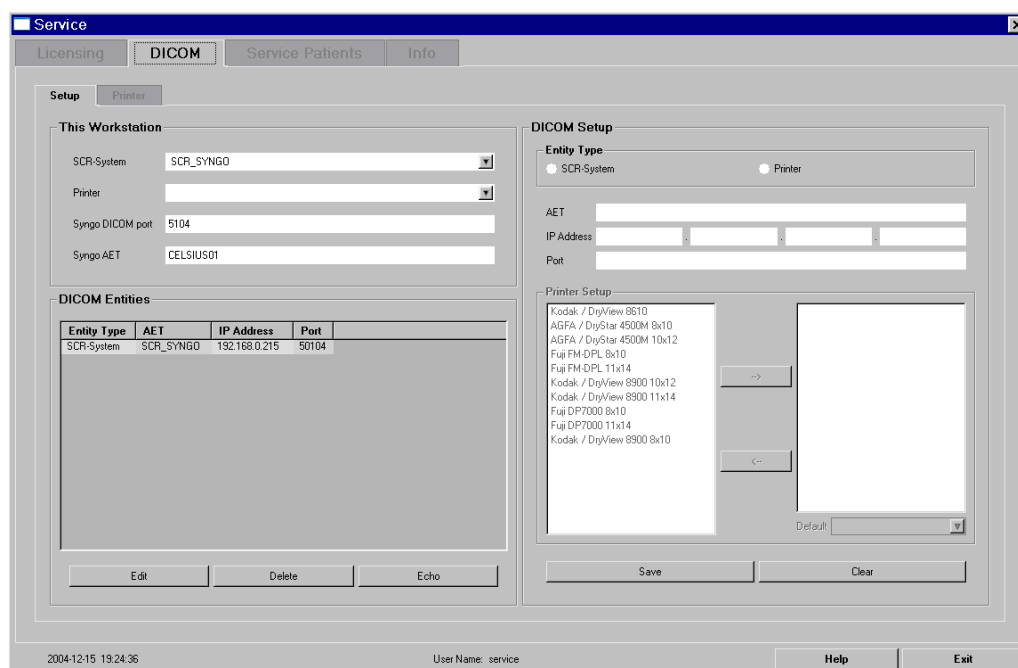 Service
Licensing DICOM Service Patients Info
Setup Printer
This Workstation
SCR-System SCR_SYNGO
Printer
Syngo DICOM port 5104
Syngo AET CELSIUS01
DICOM Entities
Entity Type AET IP Address Port
SCR-System SCR_SYNGO 192.168.0.215 50104
Edit Delete Echo
DICOM Setup
Entity Type
SCR-System Printer
AET
IP Address . . .
Port
Printer Setup
Kodak / DryView 8610
AGFA / DryStar 4500M 8x10
AGFA / DryStar 4500M 10x12
Fuji FM-DPL 8x10
Fuji FM-DPL 11x14
Kodak / DryView 8900 10x12
Kodak / DryView 8900 11x14
Fuji DP7000 8x10
Fuji DP7000 11x14
Kodak / DryView 8900 8x10
-->
<--
Default
Save Clear
2004-12-15 19:24:36 User Name: service Help Exit